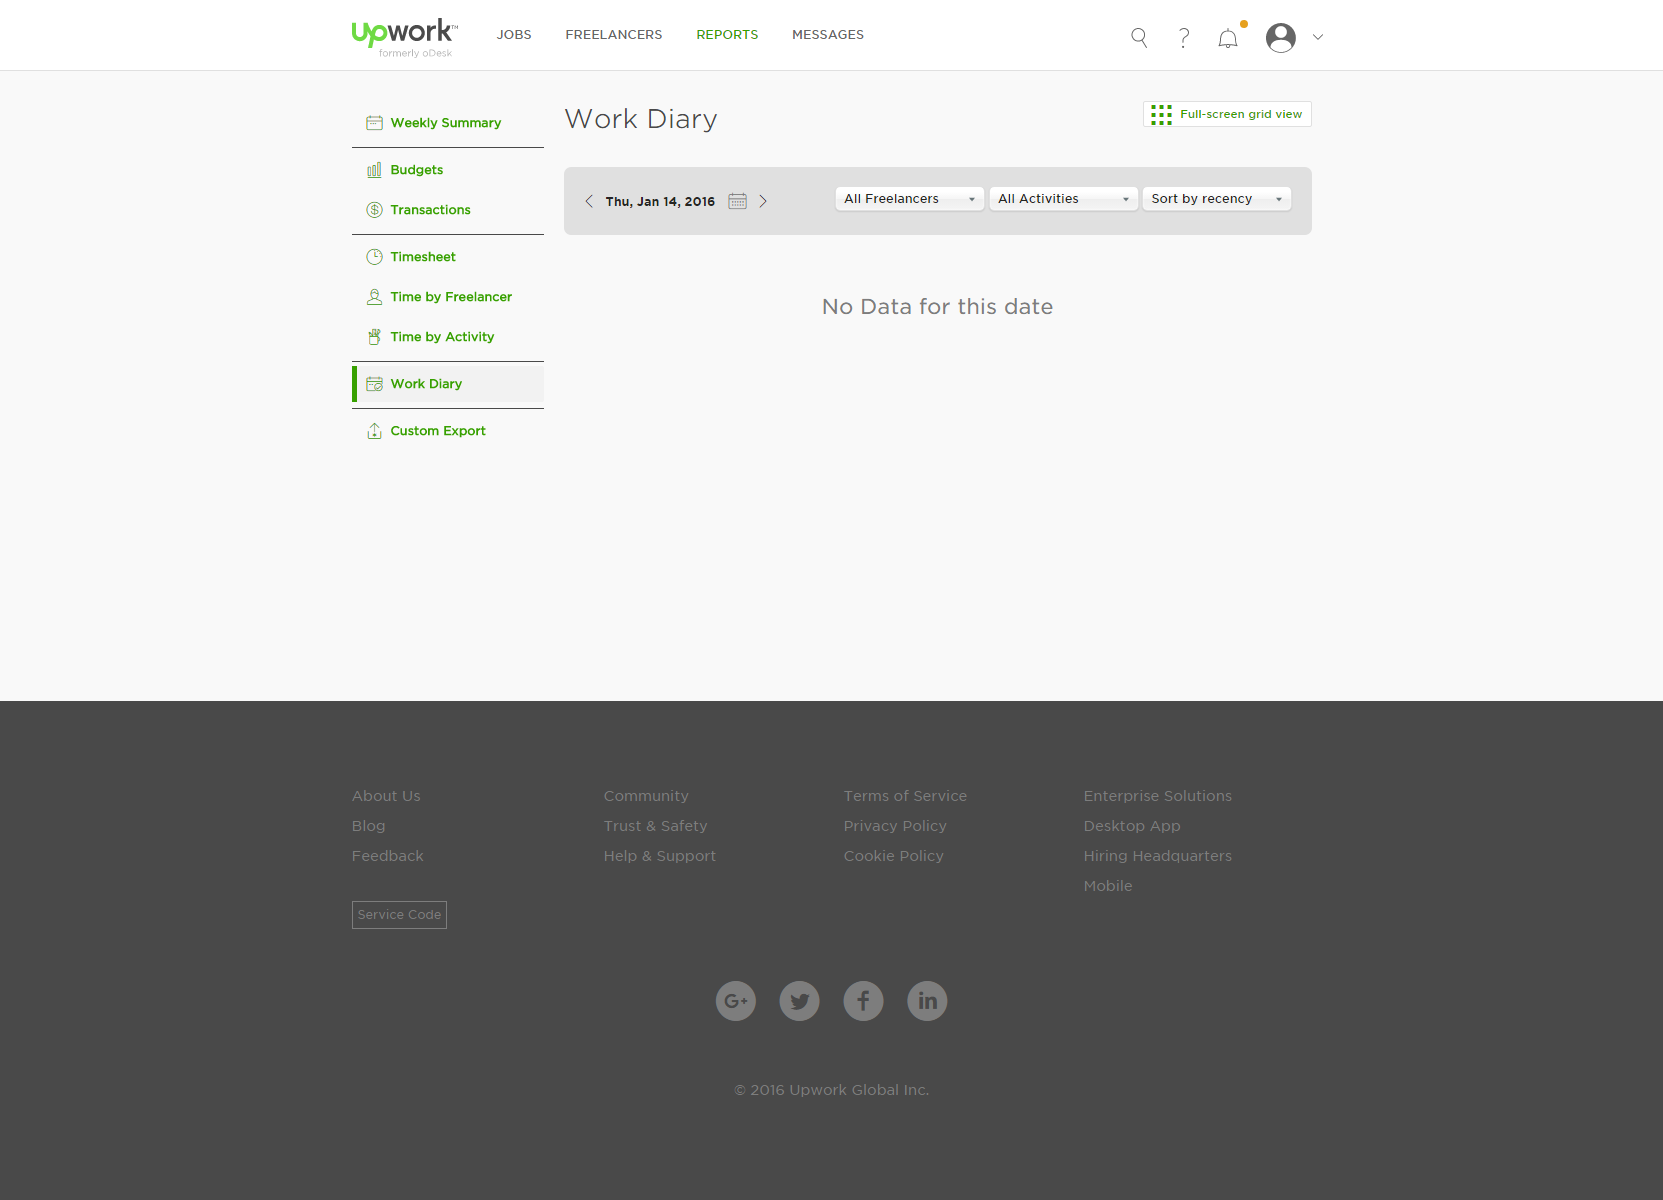 upwork™
formerly oDesk
JOBS FREELANCERS REPORTS MESSAGES
Weekly Summary
Budgets
Transactions
Timesheet
Time by Freelancer
Time by Activity
Work Diary
Custom Export
Work Diary
Full-screen grid view
Thu, Jan 14, 2016
All Freelancers All Activities Sort by recency
No Data for this date
About Us
Blog
Feedback
Service Code
Community
Trust & Safety
Help & Support
Terms of Service
Privacy Policy
Cookie Policy
Enterprise Solutions
Desktop App
Hiring Headquarters
Mobile
G+ f in
© 2016 Upwork Global Inc.